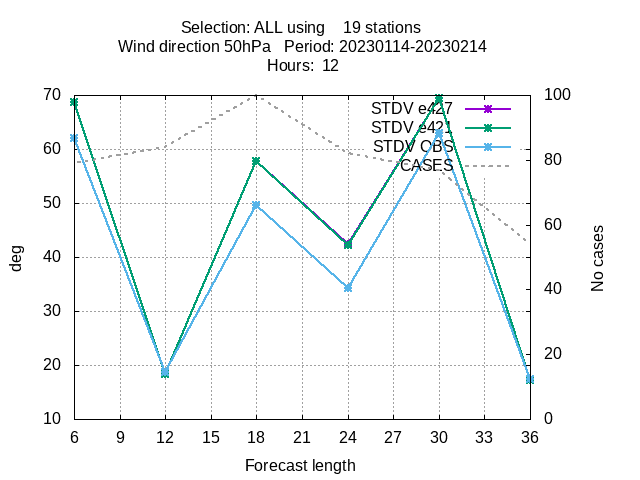 Selection: ALL using    19 stations
Wind direction 50hPa   Period: 20230114-20230214
Hours:  12
STDV e427
STDV e421
STDV OBS
CASES
70
60
50
40
30
20
10
100
80
60
40
20
0
deg
No cases
6 9 12 15 18 21 24 27 30 33 36
Forecast length